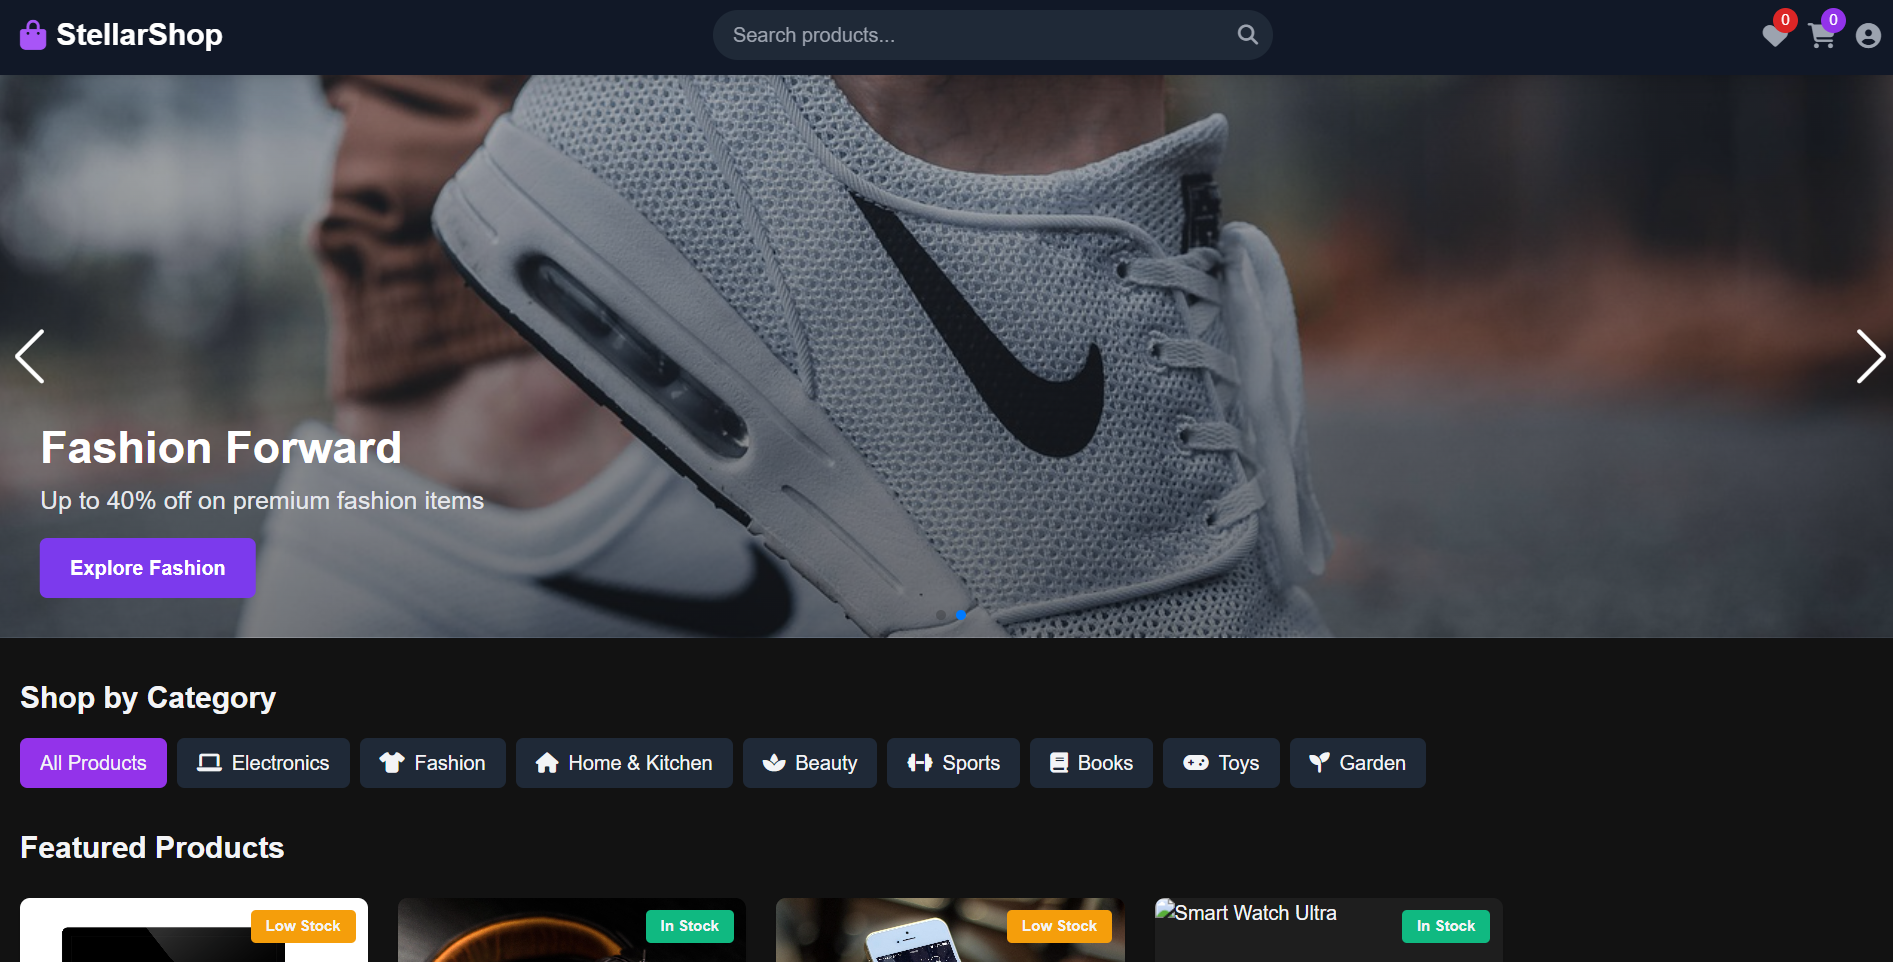 StellarShop
Search products...
0
0
Fashion Forward
Up to 40% off on premium fashion items
Explore Fashion
Shop by Category
All Products
Electronics
Fashion
Home & Kitchen
Beauty
Sports
Books
Toys
Garden
Featured Products
Low Stock
In Stock
Low Stock
Smart Watch Ultra
In Stock